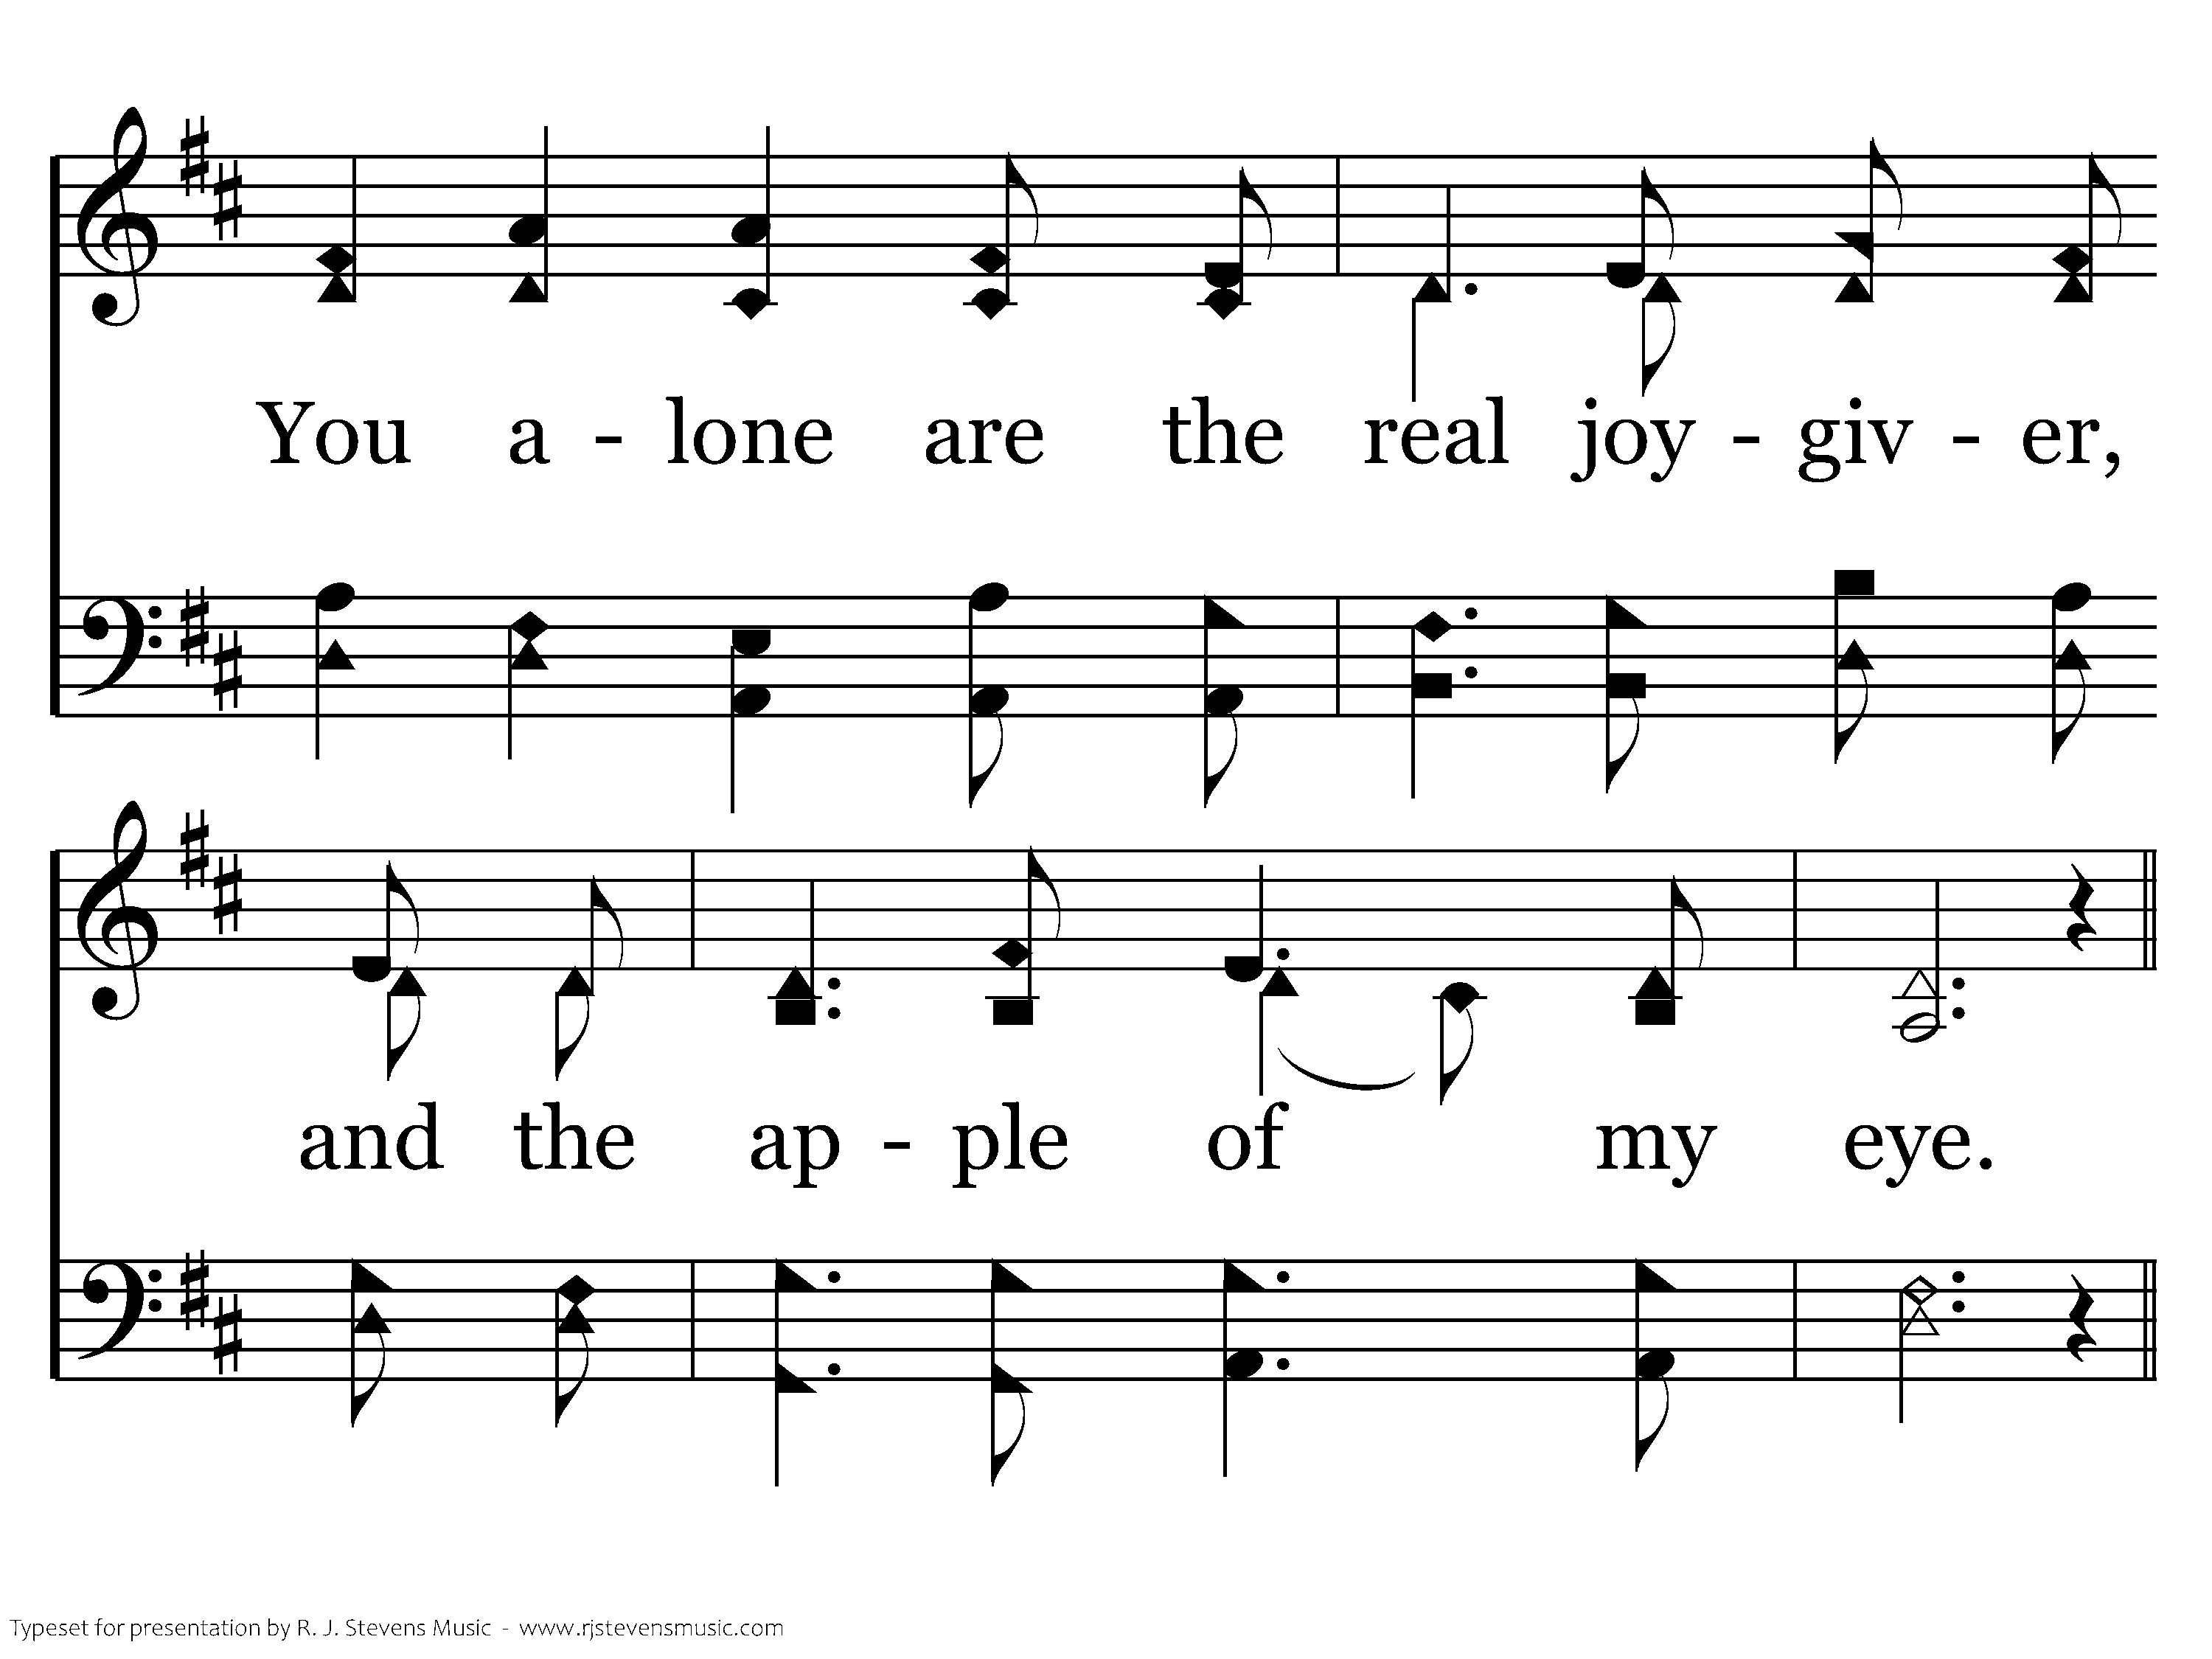 You a - lone are the real joy - giv - er,
and the ap - ple of my eye.
Typeset for presentation by R. J. Stevens Music - www.rjstevensmusic.com